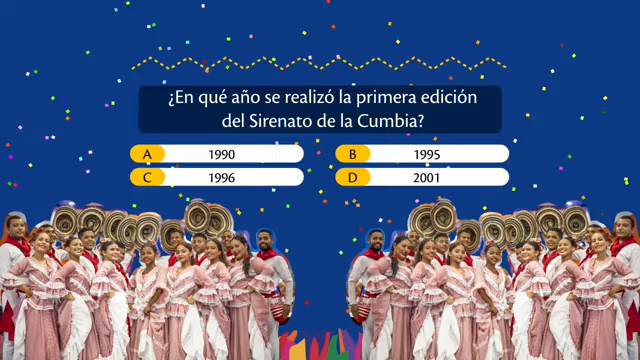 ¿En qué año se realizó la primera edición
del Sirenato de la Cumbia?
A 1990
B 1995
C 1996
D 2001